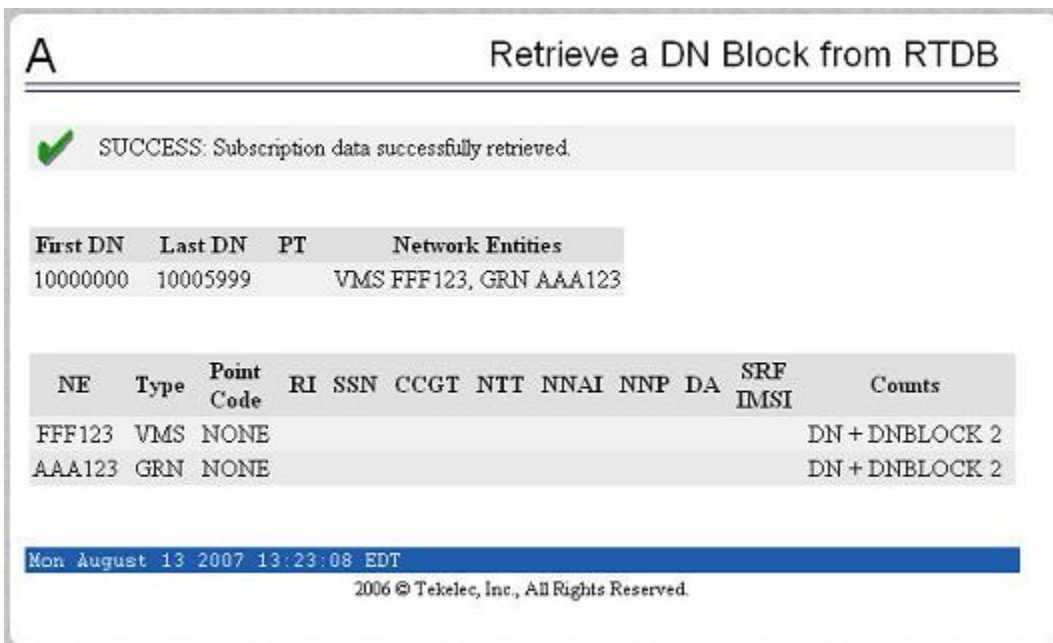 A
Retrieve a DN Block from RTDB
SUCCESS: Subscription data successfully retrieved.
First DN Last DN PT Network Entities
10000000 10005999 VMS FFF123, GRN AAA123
NE Type Point Code RI SSN CCGT NTT NNAI NNP DA SRF IMSI Counts
FFF123 VMS NONE DN + DNBLOCK 2
AAA123 GRN NONE DN + DNBLOCK 2
Mon August 13 2007 13:23:08 EDT
2006 © Tekelec, Inc., All Rights Reserved.